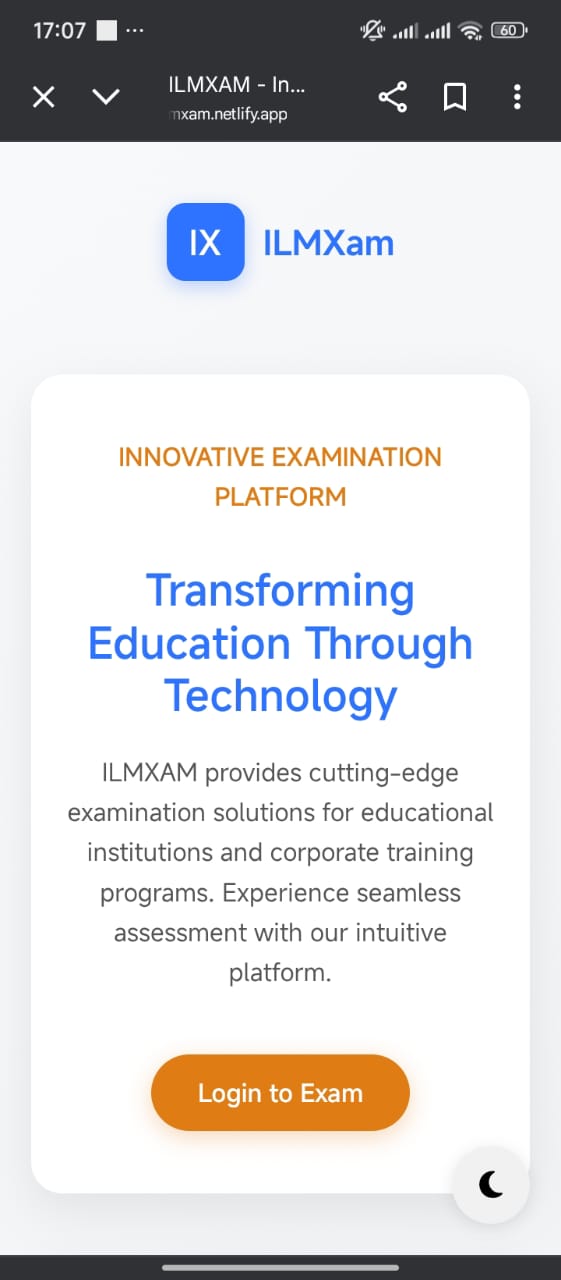 17:07 ...
60
ILMXAM - In...
mxam.netlify.app
IX ILMXam
INNOVATIVE EXAMINATION
PLATFORM
Transforming
Education Through
Technology
ILMXAM provides cutting-edge
examination solutions for educational
institutions and corporate training
programs. Experience seamless
assessment with our intuitive
platform.
Login to Exam